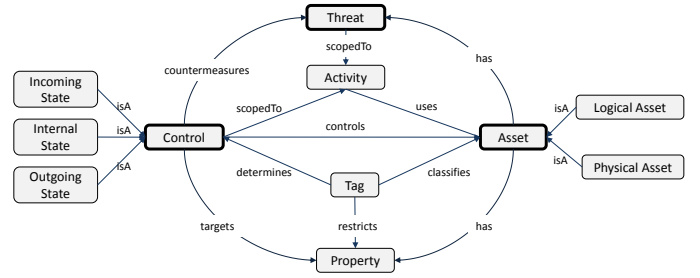 Threat
scopedTo
countermeasures
has
Activity
Incoming
State
isA
scopedTo
uses
isA
Logical Asset
Internal
State
isA
Control
controls
Asset
isA
Physical Asset
Outgoing
State
isA
determines
Tag
classifies
targets
restricts
has
Property